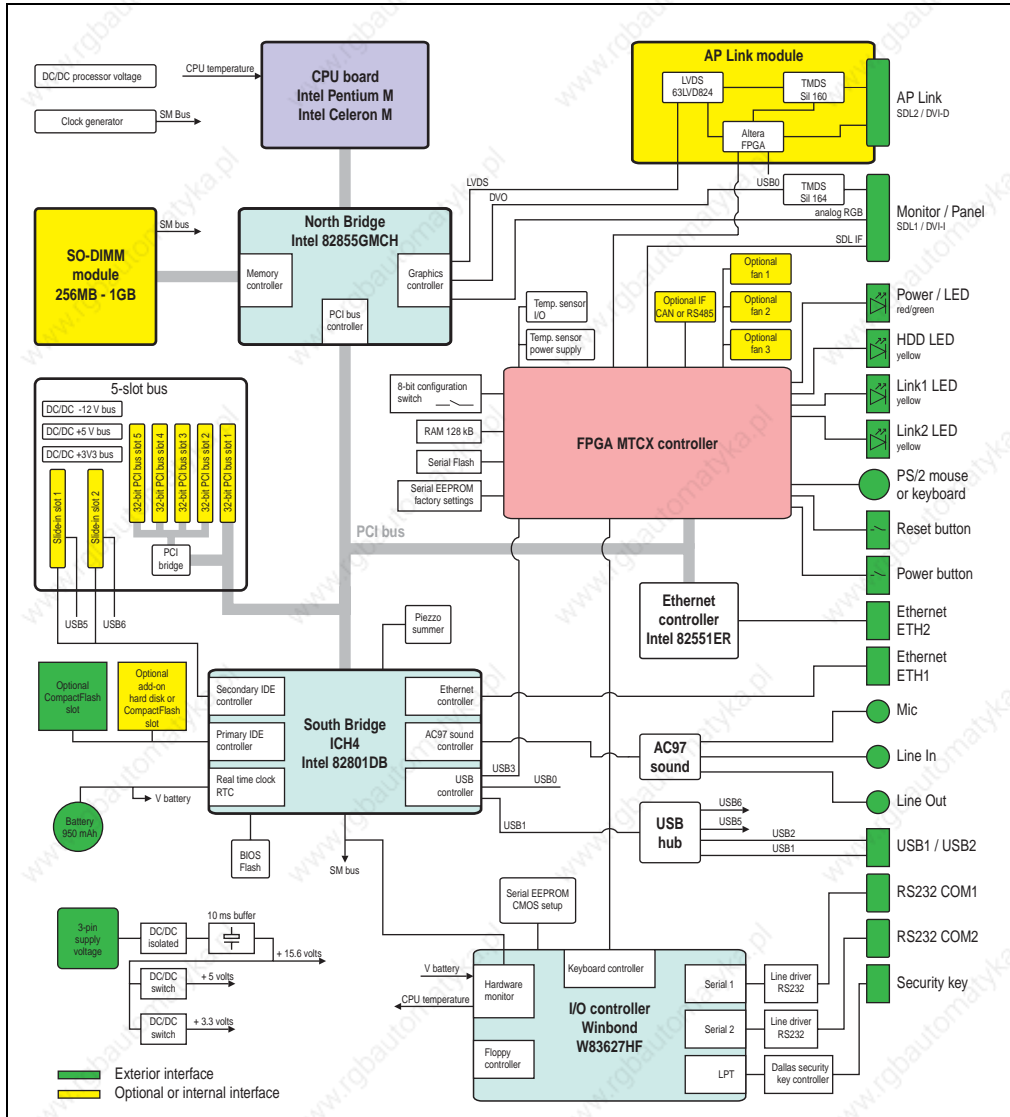 DC/DC processor voltage
Clock generator
CPU temperature
SM Bus
CPU board
Intel Pentium M
Intel Celeron M
AP Link module
LVDS
63LVD824
TMDS
Sil 160
Altera
FPGA
AP Link
SDL2 / DVI-D
LVDS
DVO
USB0
TMDS
Sil 164
analog RGB
SDL IF
Monitor / Panel
SDL1 / DVI-I
SO-DIMM
module
256MB - 1GB
SM bus
North Bridge
Intel 82855GMCH
Memory
controller
Graphics
controller
PCI bus
controller
Temp. sensor
I/O
Temp. sensor
power supply
Optional IF
CAN or RS485
Optional
fan 1
Optional
fan 2
Optional
fan 3
Power / LED
red/green
HDD LED
yellow
Link1 LED
yellow
Link2 LED
yellow
PS/2 mouse
or keyboard
Reset button
Power button
5-slot bus
DC/DC -12 V bus
DC/DC +5 V bus
DC/DC +3V3 bus
Slide-in slot 1
Slide-in slot 2
32-bit PCI bus slot 5
32-bit PCI bus slot 4
32-bit PCI bus slot 3
32-bit PCI bus slot 2
32-bit PCI bus slot 1
PCI
bridge
USB5
USB6
8-bit configuration
switch
RAM 128 kB
Serial Flash
Serial EEPROM
factory settings
FPGA MTCX controller
PCI bus
Ethernet
controller
Intel 82551ER
Ethernet
ETH2
Ethernet
ETH1
Piezzo
summer
Optional
CompactFlash
slot
Optional
add-on
hard disk or
CompactFlash
slot
Secondary IDE
controller
Primary IDE
controller
Real time clock
RTC
South Bridge
ICH4
Intel 82801DB
Ethernet
controller
AC97 sound
controller
USB
controller
USB3
USB0
USB1
V battery
Battery
950 mAh
BIOS
Flash
SM bus
AC97
sound
Mic
Line In
Line Out
USB
hub
USB6
USB5
USB2
USB1
USB1 / USB2
3-pin
supply
voltage
DC/DC
isolated
10 ms buffer
+ 15.6 volts
DC/DC
switch
+ 5 volts
DC/DC
switch
+ 3.3 volts
Serial EEPROM
CMOS setup
V battery
CPU temperature
Hardware
monitor
Floppy
controller
Keyboard controller
I/O controller
Winbond
W83627HF
Serial 1
Serial 2
LPT
Line driver
RS232
Line driver
RS232
Dallas security
key controller
RS232 COM1
RS232 COM2
Security key
Exterior interface
Optional or internal interface
www.rgbautomatyka.pl